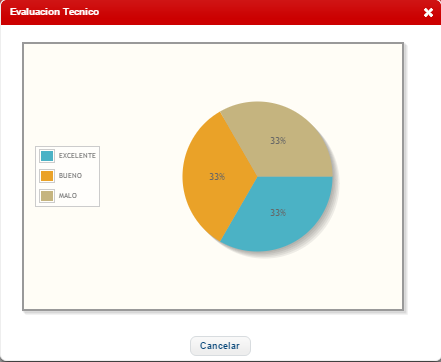 Evaluacion Tecnico
EXCELENTE
BUENO
MALO
33%
33%
33%
Cancelar